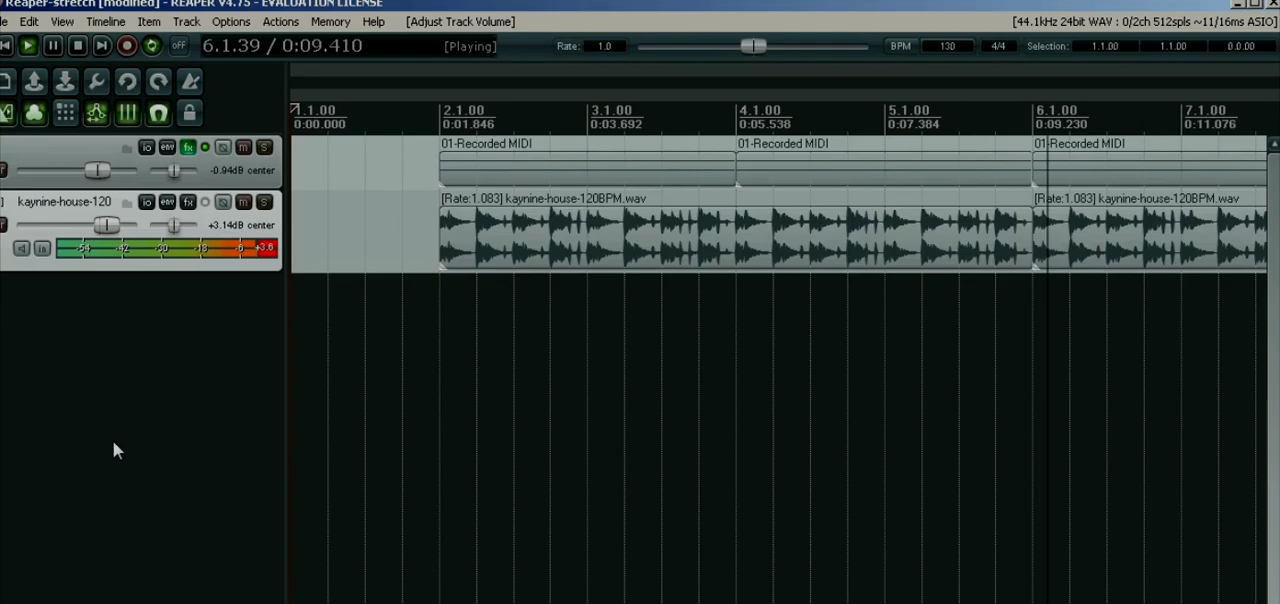 Reaper-stretch [modified] - REAPER v4.75 - EVALUATION LICENSE
Edit View Timeline Item Track Options Actions Memory Help [Adjust Track Volume] [44.1kHz 24bit WAV : 0/2ch 512spls ~11/16ms ASIO]
OFF 6.1.39 / 0:09.410 [Playing] Rate: 1.0 BPM 130 4/4 Selection: 1.1.00 1.1.00 0.0.00
1.1.00 2.1.00 3.1.00 4.1.00 5.1.00 6.1.00 7.1.00
0:00.000 0:01.846 0:03.692 0:05.538 0:07.384 0:09.230 0:11.076
io env fx m S 01-Recorded MIDI 01-Recorded MIDI 01-Recorded MIDI
-0.94dB center
kaynine-house-120 io env fx m S [Rate:1.083] kaynine-house-120BPM.wav [Rate:1.083] kaynine-house-120BPM.wav
+3.14dB center
in -54 -42 -30 -18 -6 +3.6